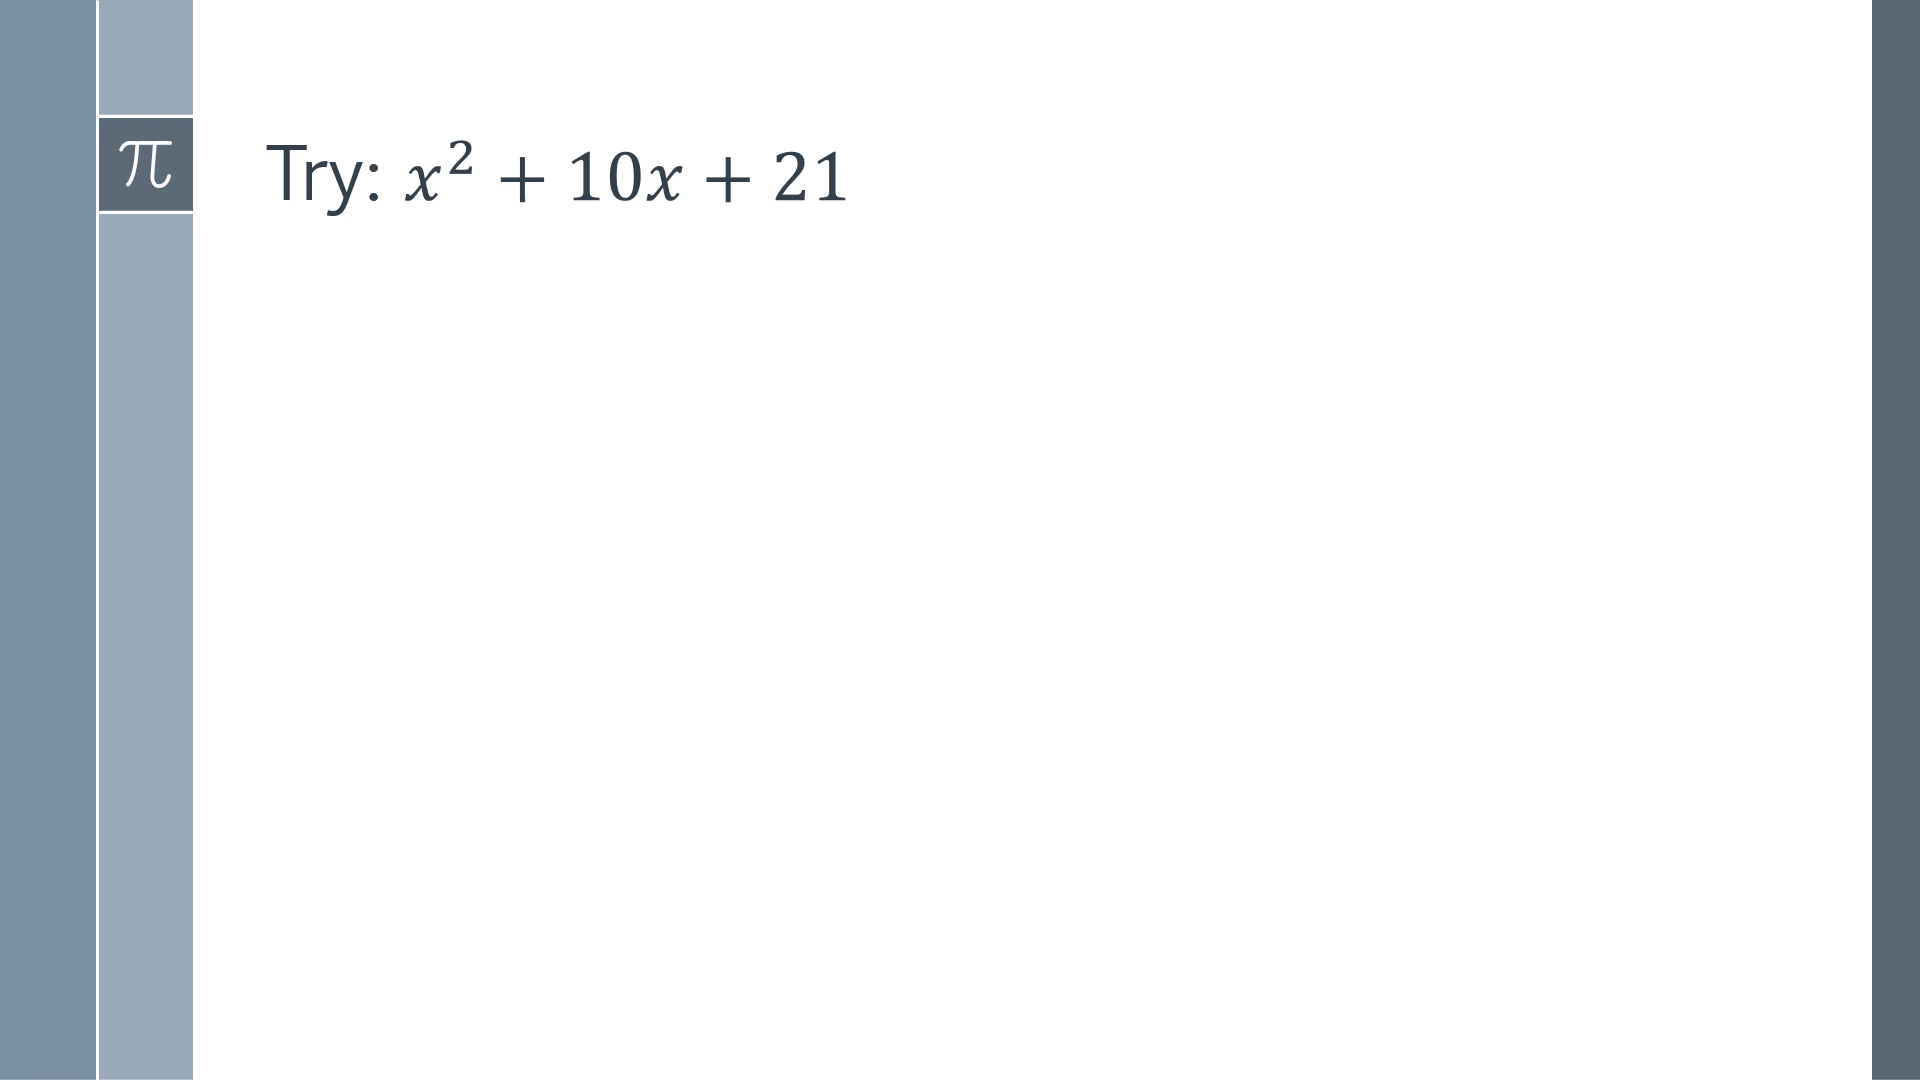 π
Try: x² + 10x + 21